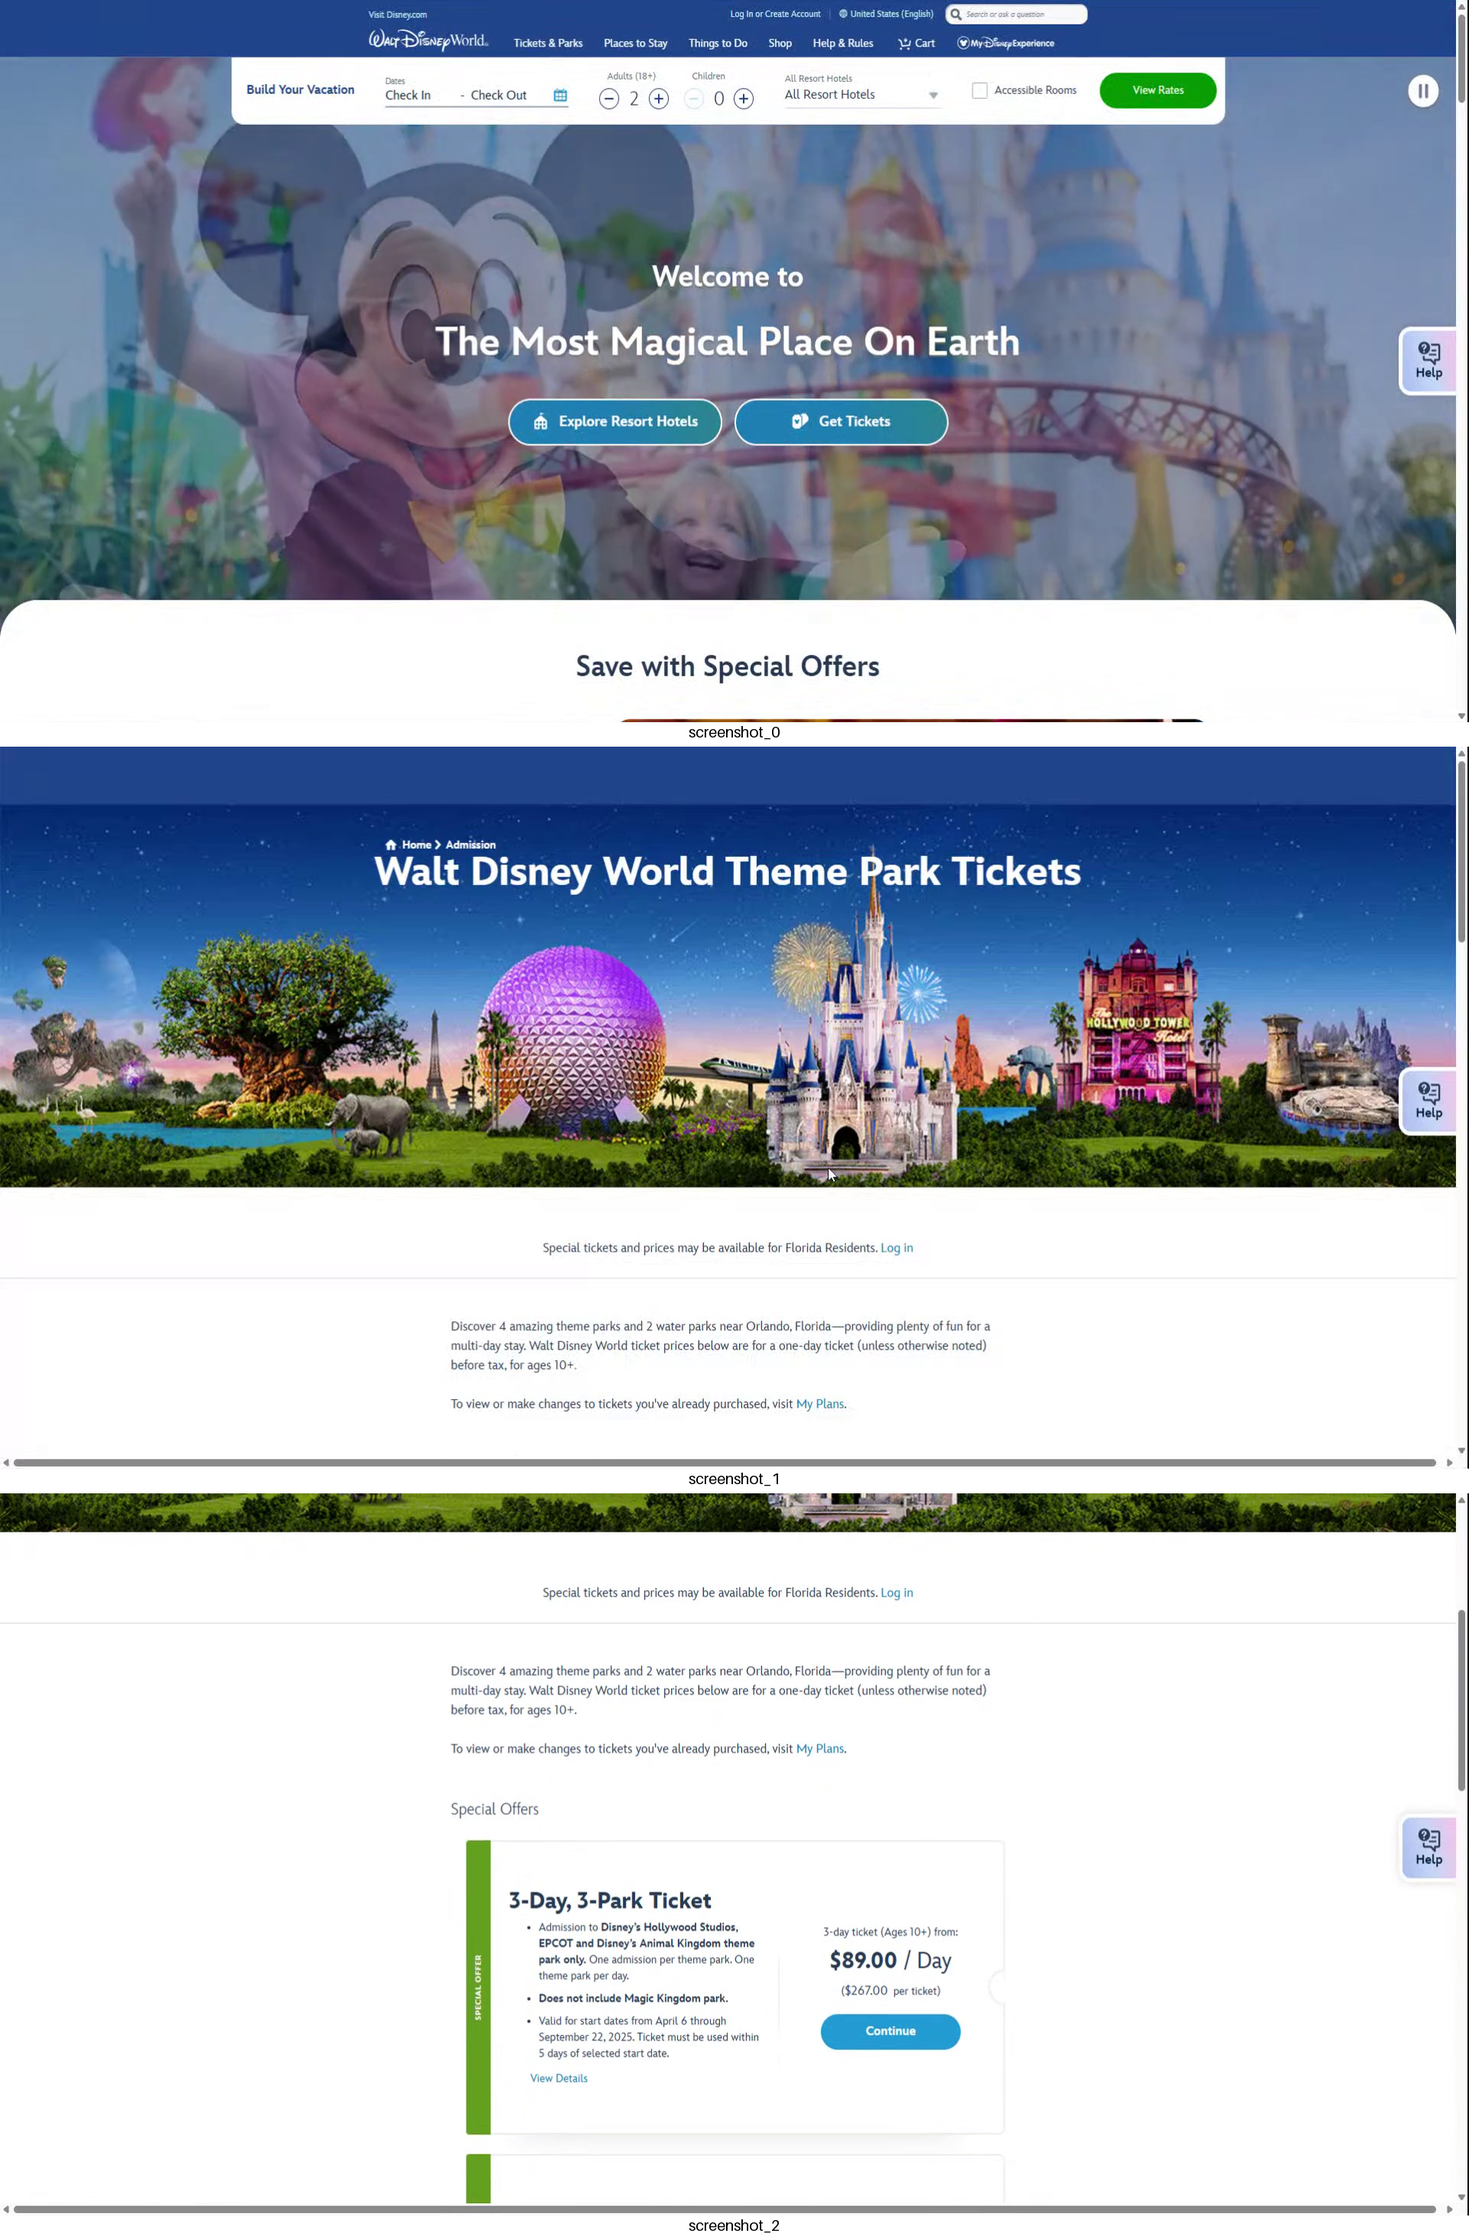 Visit Disney.com
Log In or Create Account
United States (English)
Search or ask a question
Walt Disney World.
Tickets & Parks
Places to Stay
Things to Do
Shop
Help & Rules
Cart
My Disney Experience
Build Your Vacation
Dates
Check In - Check Out
Adults (18+)
2
Children
0
All Resort Hotels
All Resort Hotels
Accessible Rooms
View Rates
Welcome to
The Most Magical Place On Earth
Explore Resort Hotels
Get Tickets
Help
Save with Special Offers
screenshot_0
Home > Admission
Walt Disney World Theme Park Tickets
The
HOLLYWOOD TOWER
Hotel
Help
Special tickets and prices may be available for Florida Residents. Log in
Discover 4 amazing theme parks and 2 water parks near Orlando, Florida—providing plenty of fun for a
multi-day stay. Walt Disney World ticket prices below are for a one-day ticket (unless otherwise noted)
before tax, for ages 10+.
To view or make changes to tickets you've already purchased, visit My Plans.
screenshot_1
Special tickets and prices may be available for Florida Residents. Log in
Discover 4 amazing theme parks and 2 water parks near Orlando, Florida—providing plenty of fun for a
multi-day stay. Walt Disney World ticket prices below are for a one-day ticket (unless otherwise noted)
before tax, for ages 10+.
To view or make changes to tickets you've already purchased, visit My Plans.
Special Offers
SPECIAL OFFER
3-Day, 3-Park Ticket
• Admission to Disney's Hollywood Studios,
EPCOT and Disney's Animal Kingdom theme
park only. One admission per theme park. One
theme park per day.
• Does not include Magic Kingdom park.
• Valid for start dates from April 6 through
September 22, 2025. Ticket must be used within
5 days of selected start date.
View Details
3-day ticket (Ages 10+) from:
$89.00 / Day
($267.00 per ticket)
Continue
Help
screenshot_2